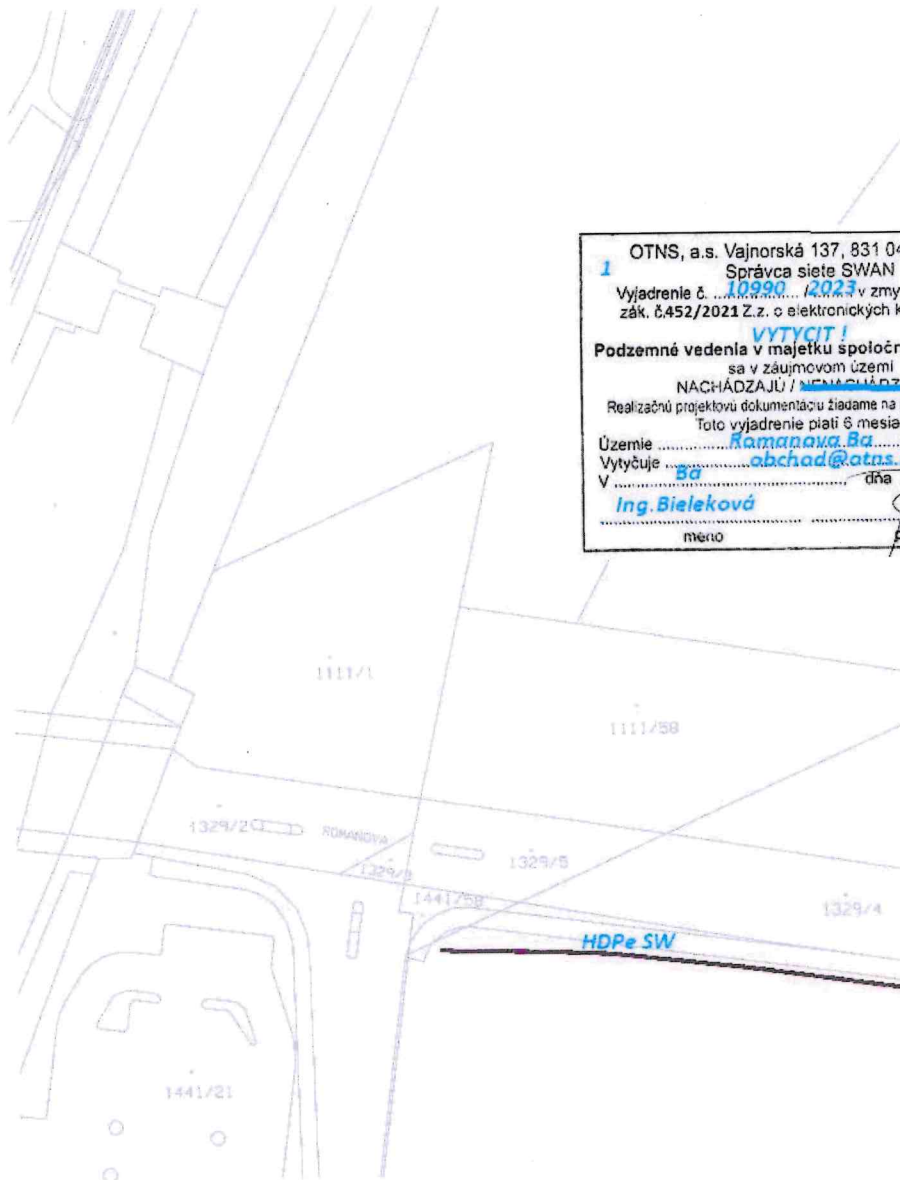 OTNS, a.s. Vajnorská 137, 831 04
1 Správca siete SWAN
Vyjadrenie č. ...10990... /2023 v zmy
zák. č.452/2021 Z.z. o elektronických k
VYTYCIT !
Podzemné vedenia v majetku spoločn
sa v záujmovom území
NACHÁDZAJÚ /
Realizačnú projektovú dokumentáciu žiadame na
Toto vyjadrenie platí 6 mesia
Územie Romanova Ba
Vytyčuje obchod@otns.
V Ba dňa
Ing.Bieleková
meno
1111/1
1111/58
1329/2
ROMANOVA
1329/3
1329/5
1441/50
1329/4
HDPe SW
1441/21